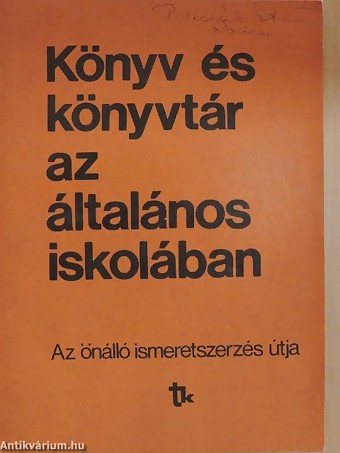 Könyv és
könyvtár
az
általános
iskolában
Az önálló ismeretszerzés útja
tk
Antikvárium.hu